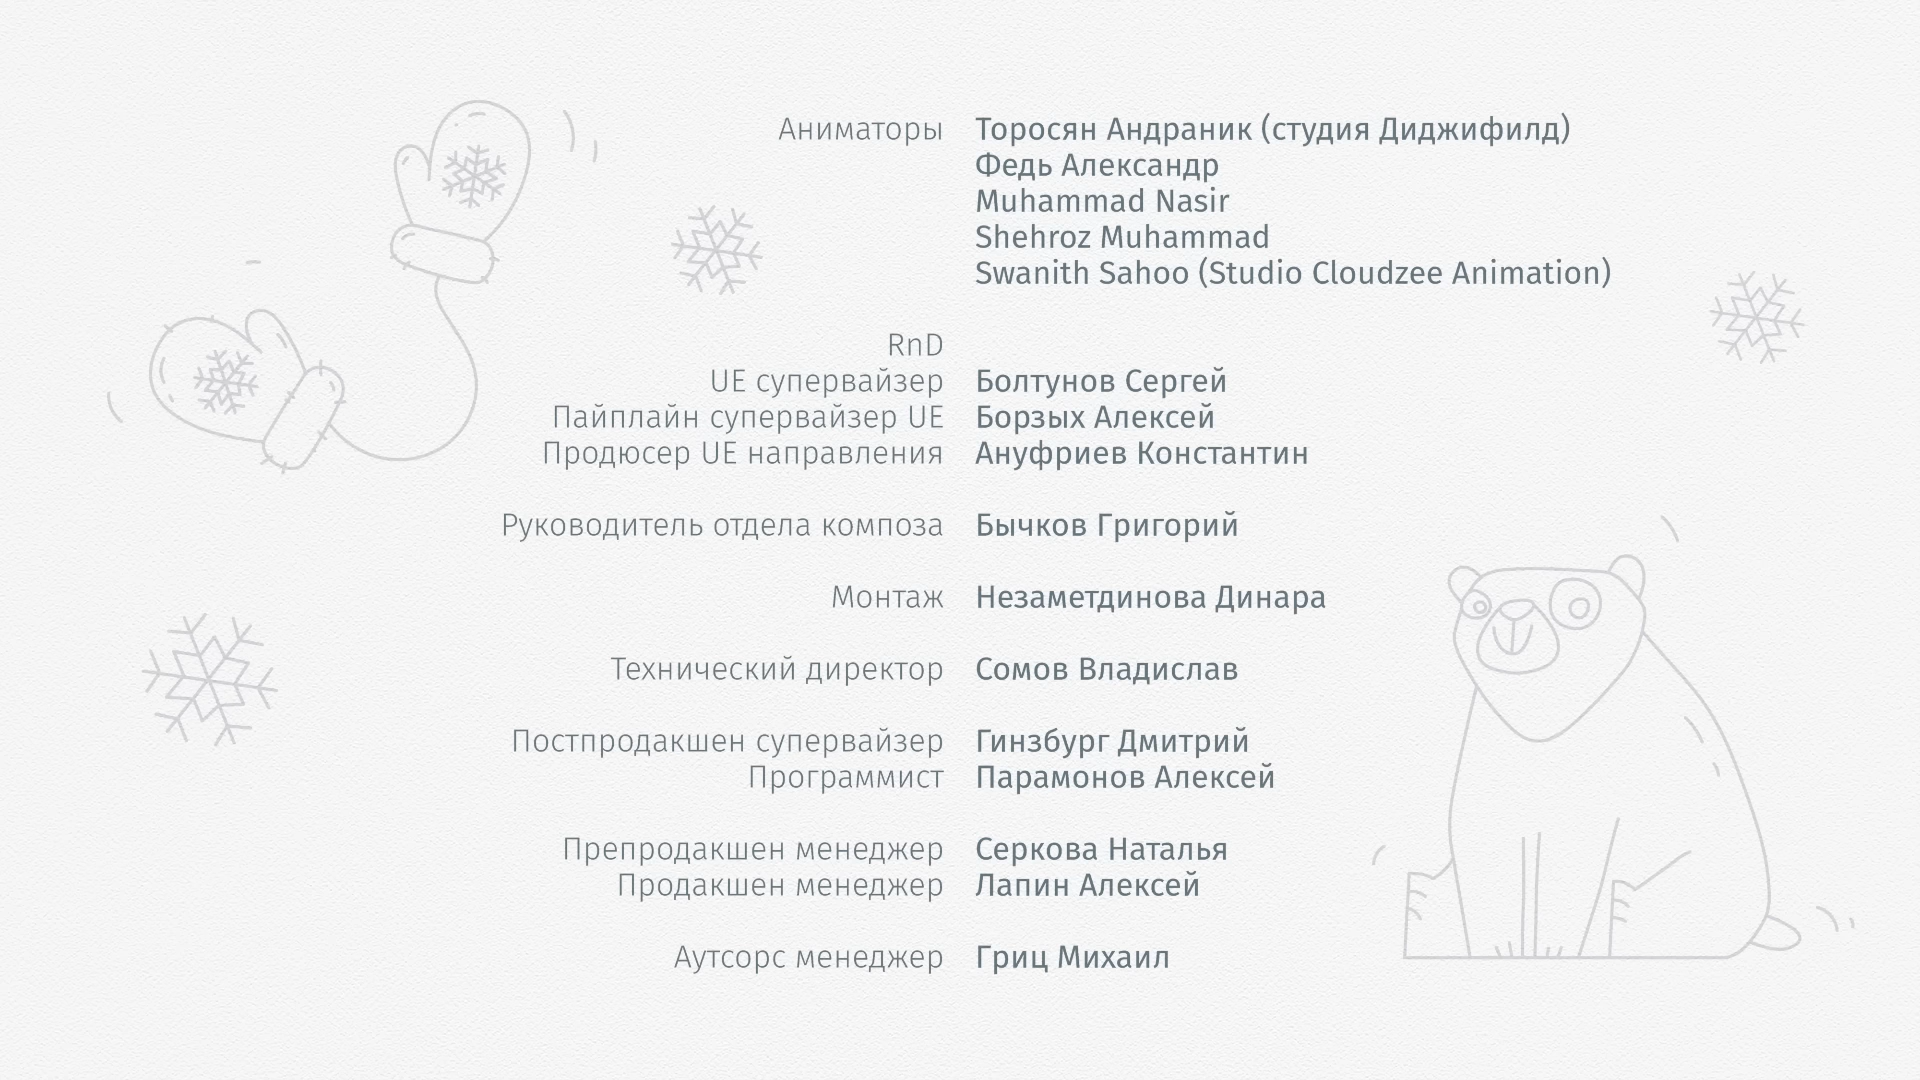 Аниматоры Торосян Андраник (студия Диджифилд)
Федь Александр
Muhammad Nasir
Shehroz Muhammad
Swanith Sahoo (Studio Cloudzee Animation)
RnD
UE супервайзер Болтунов Сергей
Пайплайн супервайзер UE Борзых Алексей
Продюсер UE направления Ануфриев Константин
Руководитель отдела композа Бычков Григорий
Монтаж Незаметдинова Динара
Технический директор Сомов Владислав
Постпродакшен супервайзер Гинзбург Дмитрий
Программист Парамонов Алексей
Препродакшен менеджер Серкова Наталья
Продакшен менеджер Лапин Алексей
Аутсорс менеджер Гриц Михаил